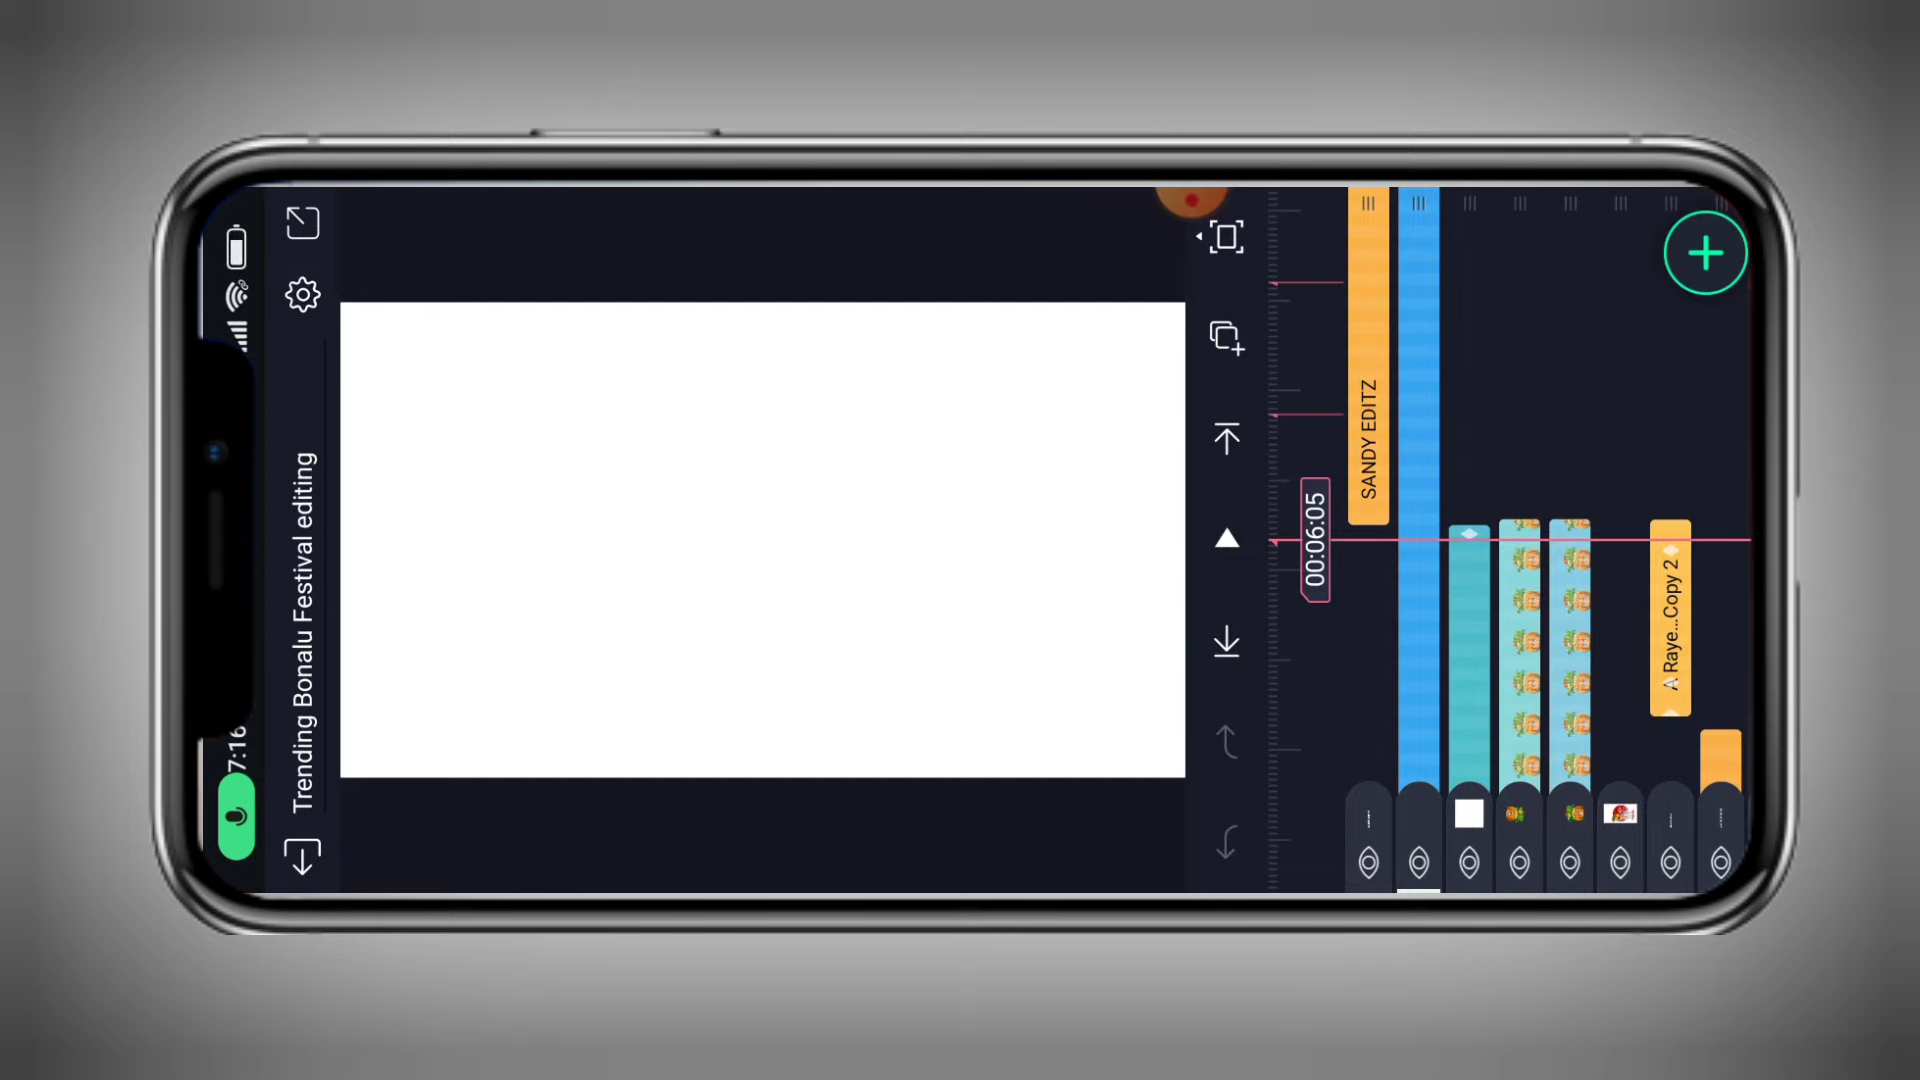 7:16
Trending Bonalu Festival editing
00:06:05
SANDY EDITZ
A Raye...Copy 2